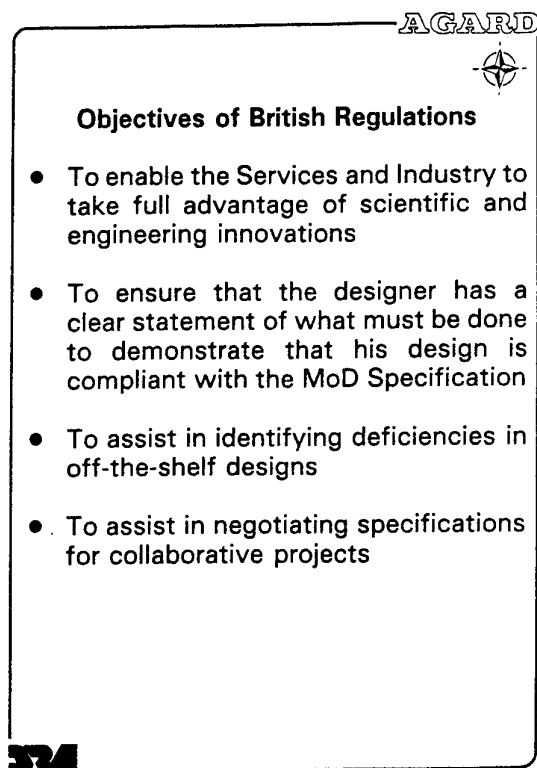 AGARD
Objectives of British Regulations
● To enable the Services and Industry to
take full advantage of scientific and
engineering innovations
● To ensure that the designer has a
clear statement of what must be done
to demonstrate that his design is
compliant with the MoD Specification
● To assist in identifying deficiencies in
off-the-shelf designs
● To assist in negotiating specifications
for collaborative projects